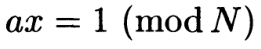 ax = 1 (mod N)